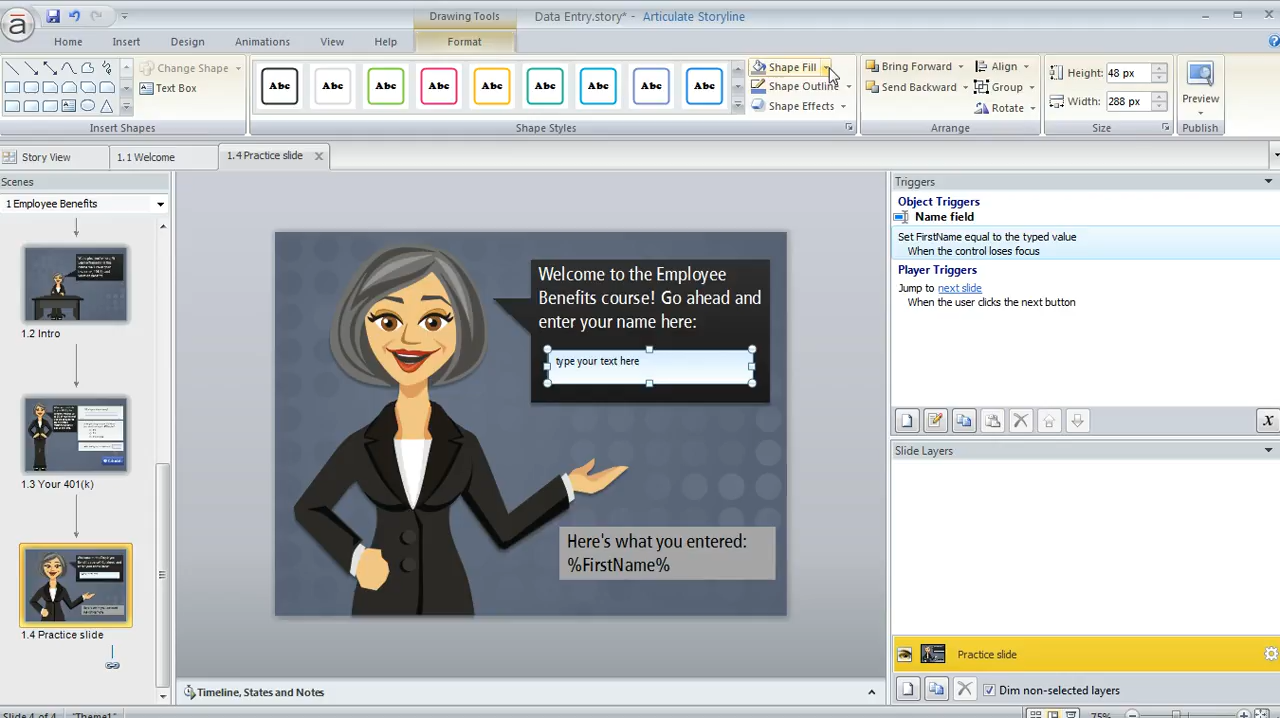 Drawing Tools
Data Entry.story* - Articulate Storyline
Home Insert Design Animations View Help Format
Change Shape
Text Box
Insert Shapes
Abc Abc Abc Abc Abc Abc Abc Abc Abc
Shape Styles
Shape Fill
Shape Outline
Shape Effects
Bring Forward
Send Backward
Align
Group
Rotate
Arrange
Height: 48 px
Width: 288 px
Size
Preview
Publish
Story View
1.1 Welcome
1.4 Practice slide
Scenes
1 Employee Benefits
1.2 Intro
1.3 Your 401(k)
1.4 Practice slide
Welcome to the Employee
Benefits course! Go ahead and
enter your name here:
type your text here
Here's what you entered:
%FirstName%
Timeline, States and Notes
Triggers
Object Triggers
Name field
Set FirstName equal to the typed value
When the control loses focus
Player Triggers
Jump to next slide
When the user clicks the next button
x
Slide Layers
Practice slide
Dim non-selected layers
Slide 4 of 4
"Theme1"
75%